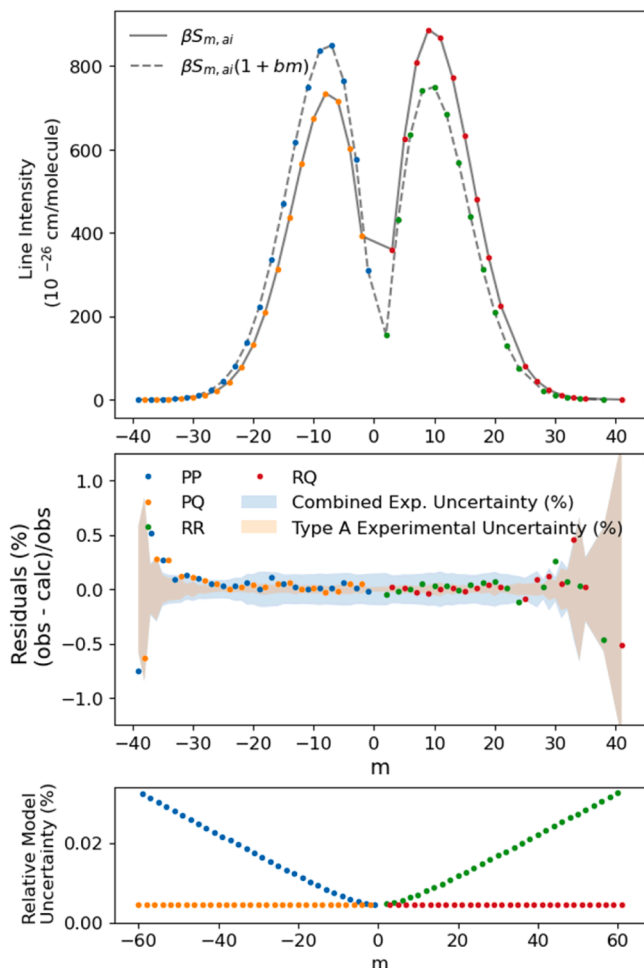 βS_{m, ai}
βS_{m, ai}(1 + bm)
Line Intensity
(10 ⁻²⁶ cm/molecule)
800
600
400
200
0
−40 −30 −20 −10 0 10 20 30 40
PP
PQ
RR
RQ
Combined Exp. Uncertainty (%)
Type A Experimental Uncertainty (%)
Residuals (%)
(obs - calc)/obs
1.0
0.5
0.0
−0.5
−1.0
−40 −30 −20 −10 0 10 20 30 40
m
Relative Model
Uncertainty (%)
0.02
0.00
−60 −40 −20 0 20 40 60
m